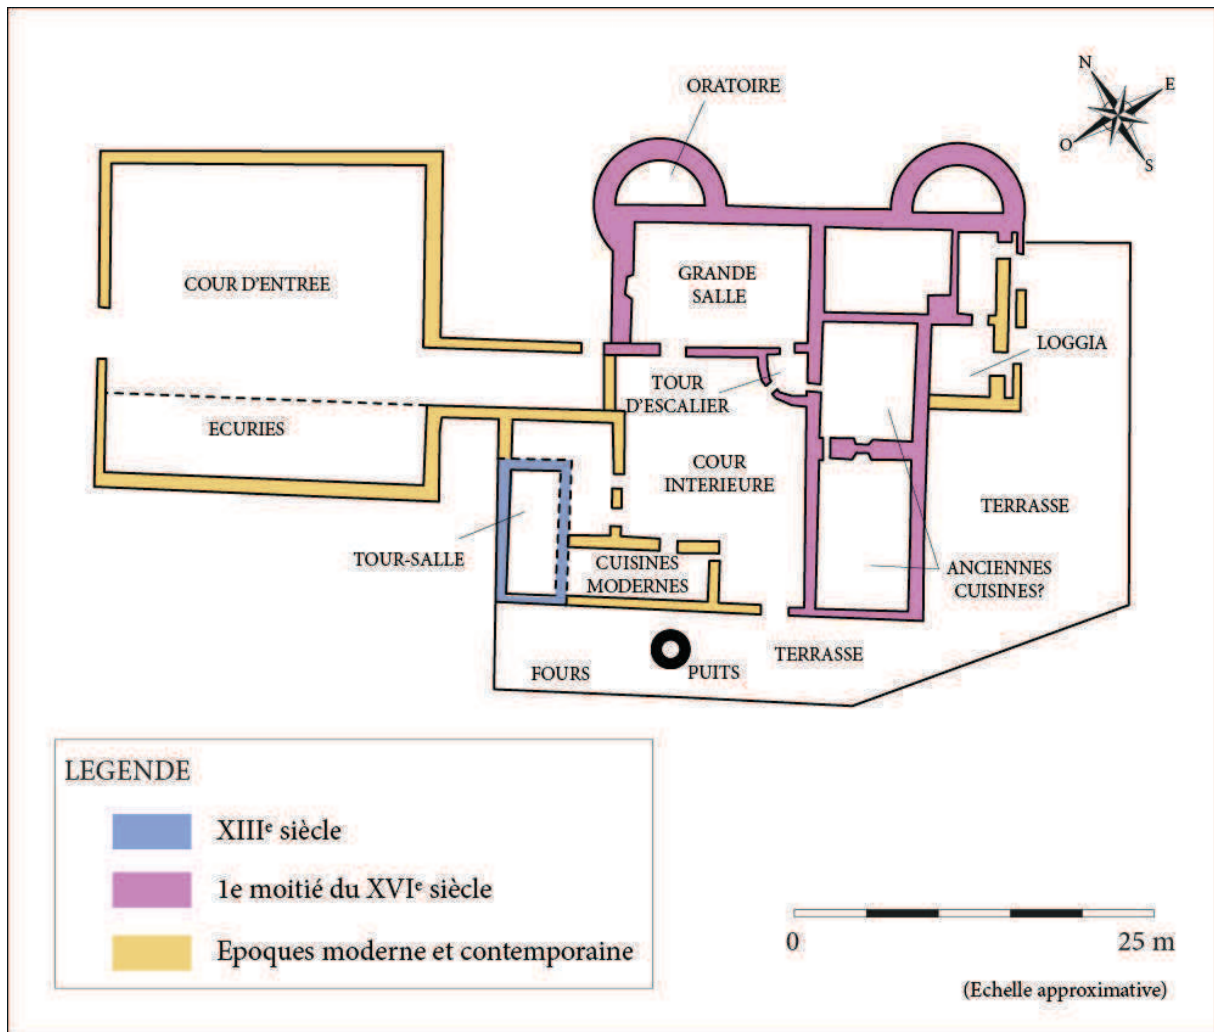 N
E
O
S
ORATOIRE
COUR D'ENTREE
GRANDE
SALLE
LOGGIA
TOUR
D'ESCALIER
ECURIES
COUR
INTERIEURE
TERRASSE
TOUR-SALLE
CUISINES
MODERNES
ANCIENNES
CUISINES?
TERRASSE
FOURS
PUITS
LEGENDE
XIIIᵉ siècle
1e moitié du XVIᵉ siècle
Epoques moderne et contemporaine
0
25 m
(Echelle approximative)